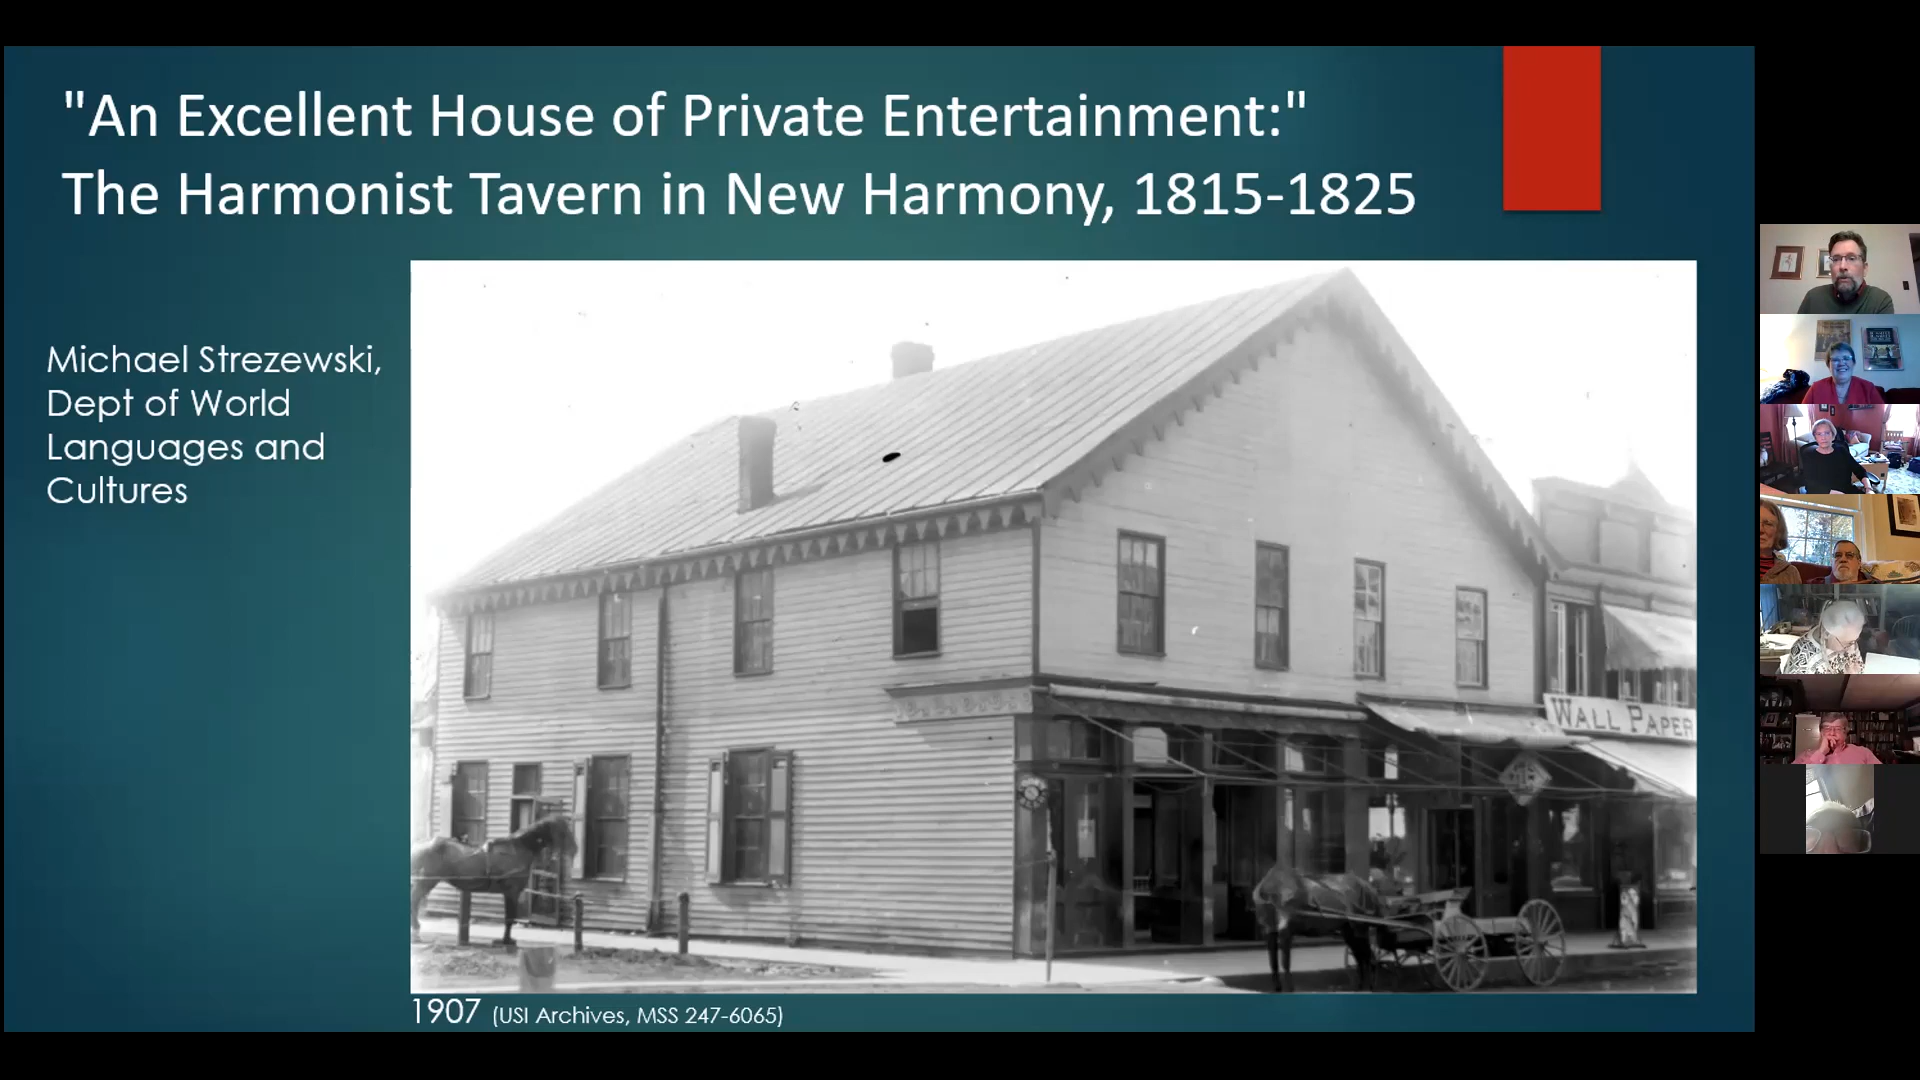 "An Excellent House of Private Entertainment:"
The Harmonist Tavern in New Harmony, 1815-1825
Michael Strezewski,
Dept of World
Languages and
Cultures
WALL PAPER
1907 (USI Archives, MSS 247-6065)